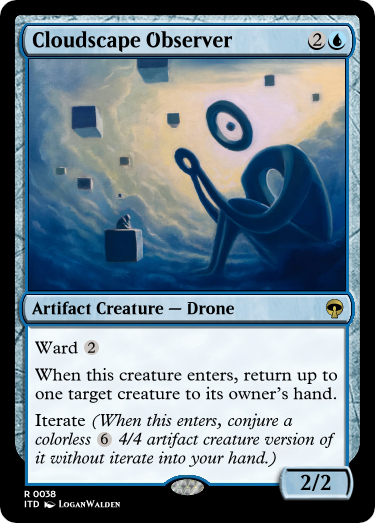 Cloudscape Observer 2
Artifact Creature — Drone
Ward 2
When this creature enters, return up to
one target creature to its owner's hand.
Iterate (When this enters, conjure a
colorless 6 4/4 artifact creature version of
it without iterate into your hand.)
2/2
R 0038
ITD LoganWalden